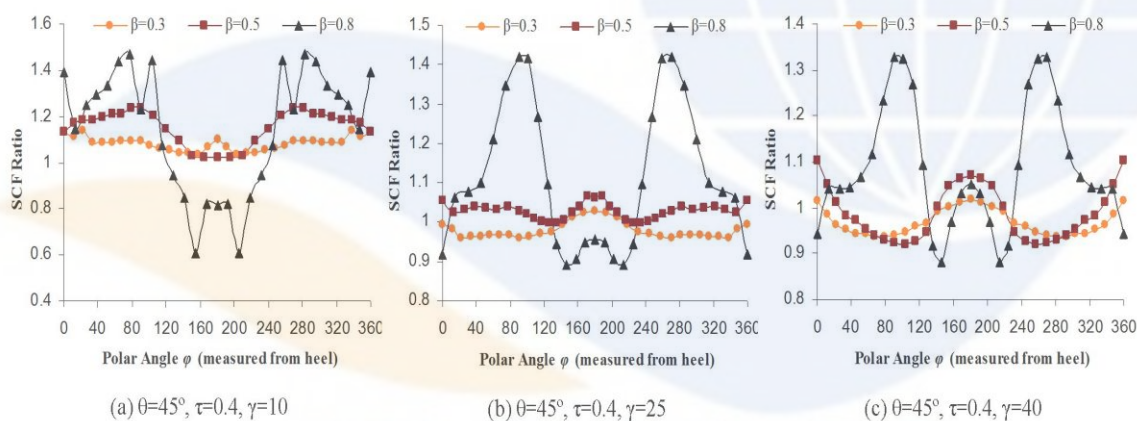 β=0.3 β=0.5 β=0.8
1.6
1.4
1.2
1
0.8
0.6
0.4
SCF Ratio
0 40 80 120 160 200 240 280 320 360
Polar Angle φ (measured from heel)
(a) θ=45º, τ=0.4, γ=10
β=0.3 β=0.5 β=0.8
1.5
1.4
1.3
1.2
1.1
1
0.9
0.8
SCF Ratio
0 40 80 120 160 200 240 280 320 360
Polar Angle φ (measured from heel)
(b) θ=45º, τ=0.4, γ=25
β=0.3 β=0.5 β=0.8
1.4
1.3
1.2
1.1
1.0
0.9
0.8
SCF Ratio
0 40 80 120 160 200 240 280 320 360
Polar Angle φ (measured from heel)
(c) θ=45º, τ=0.4, γ=40